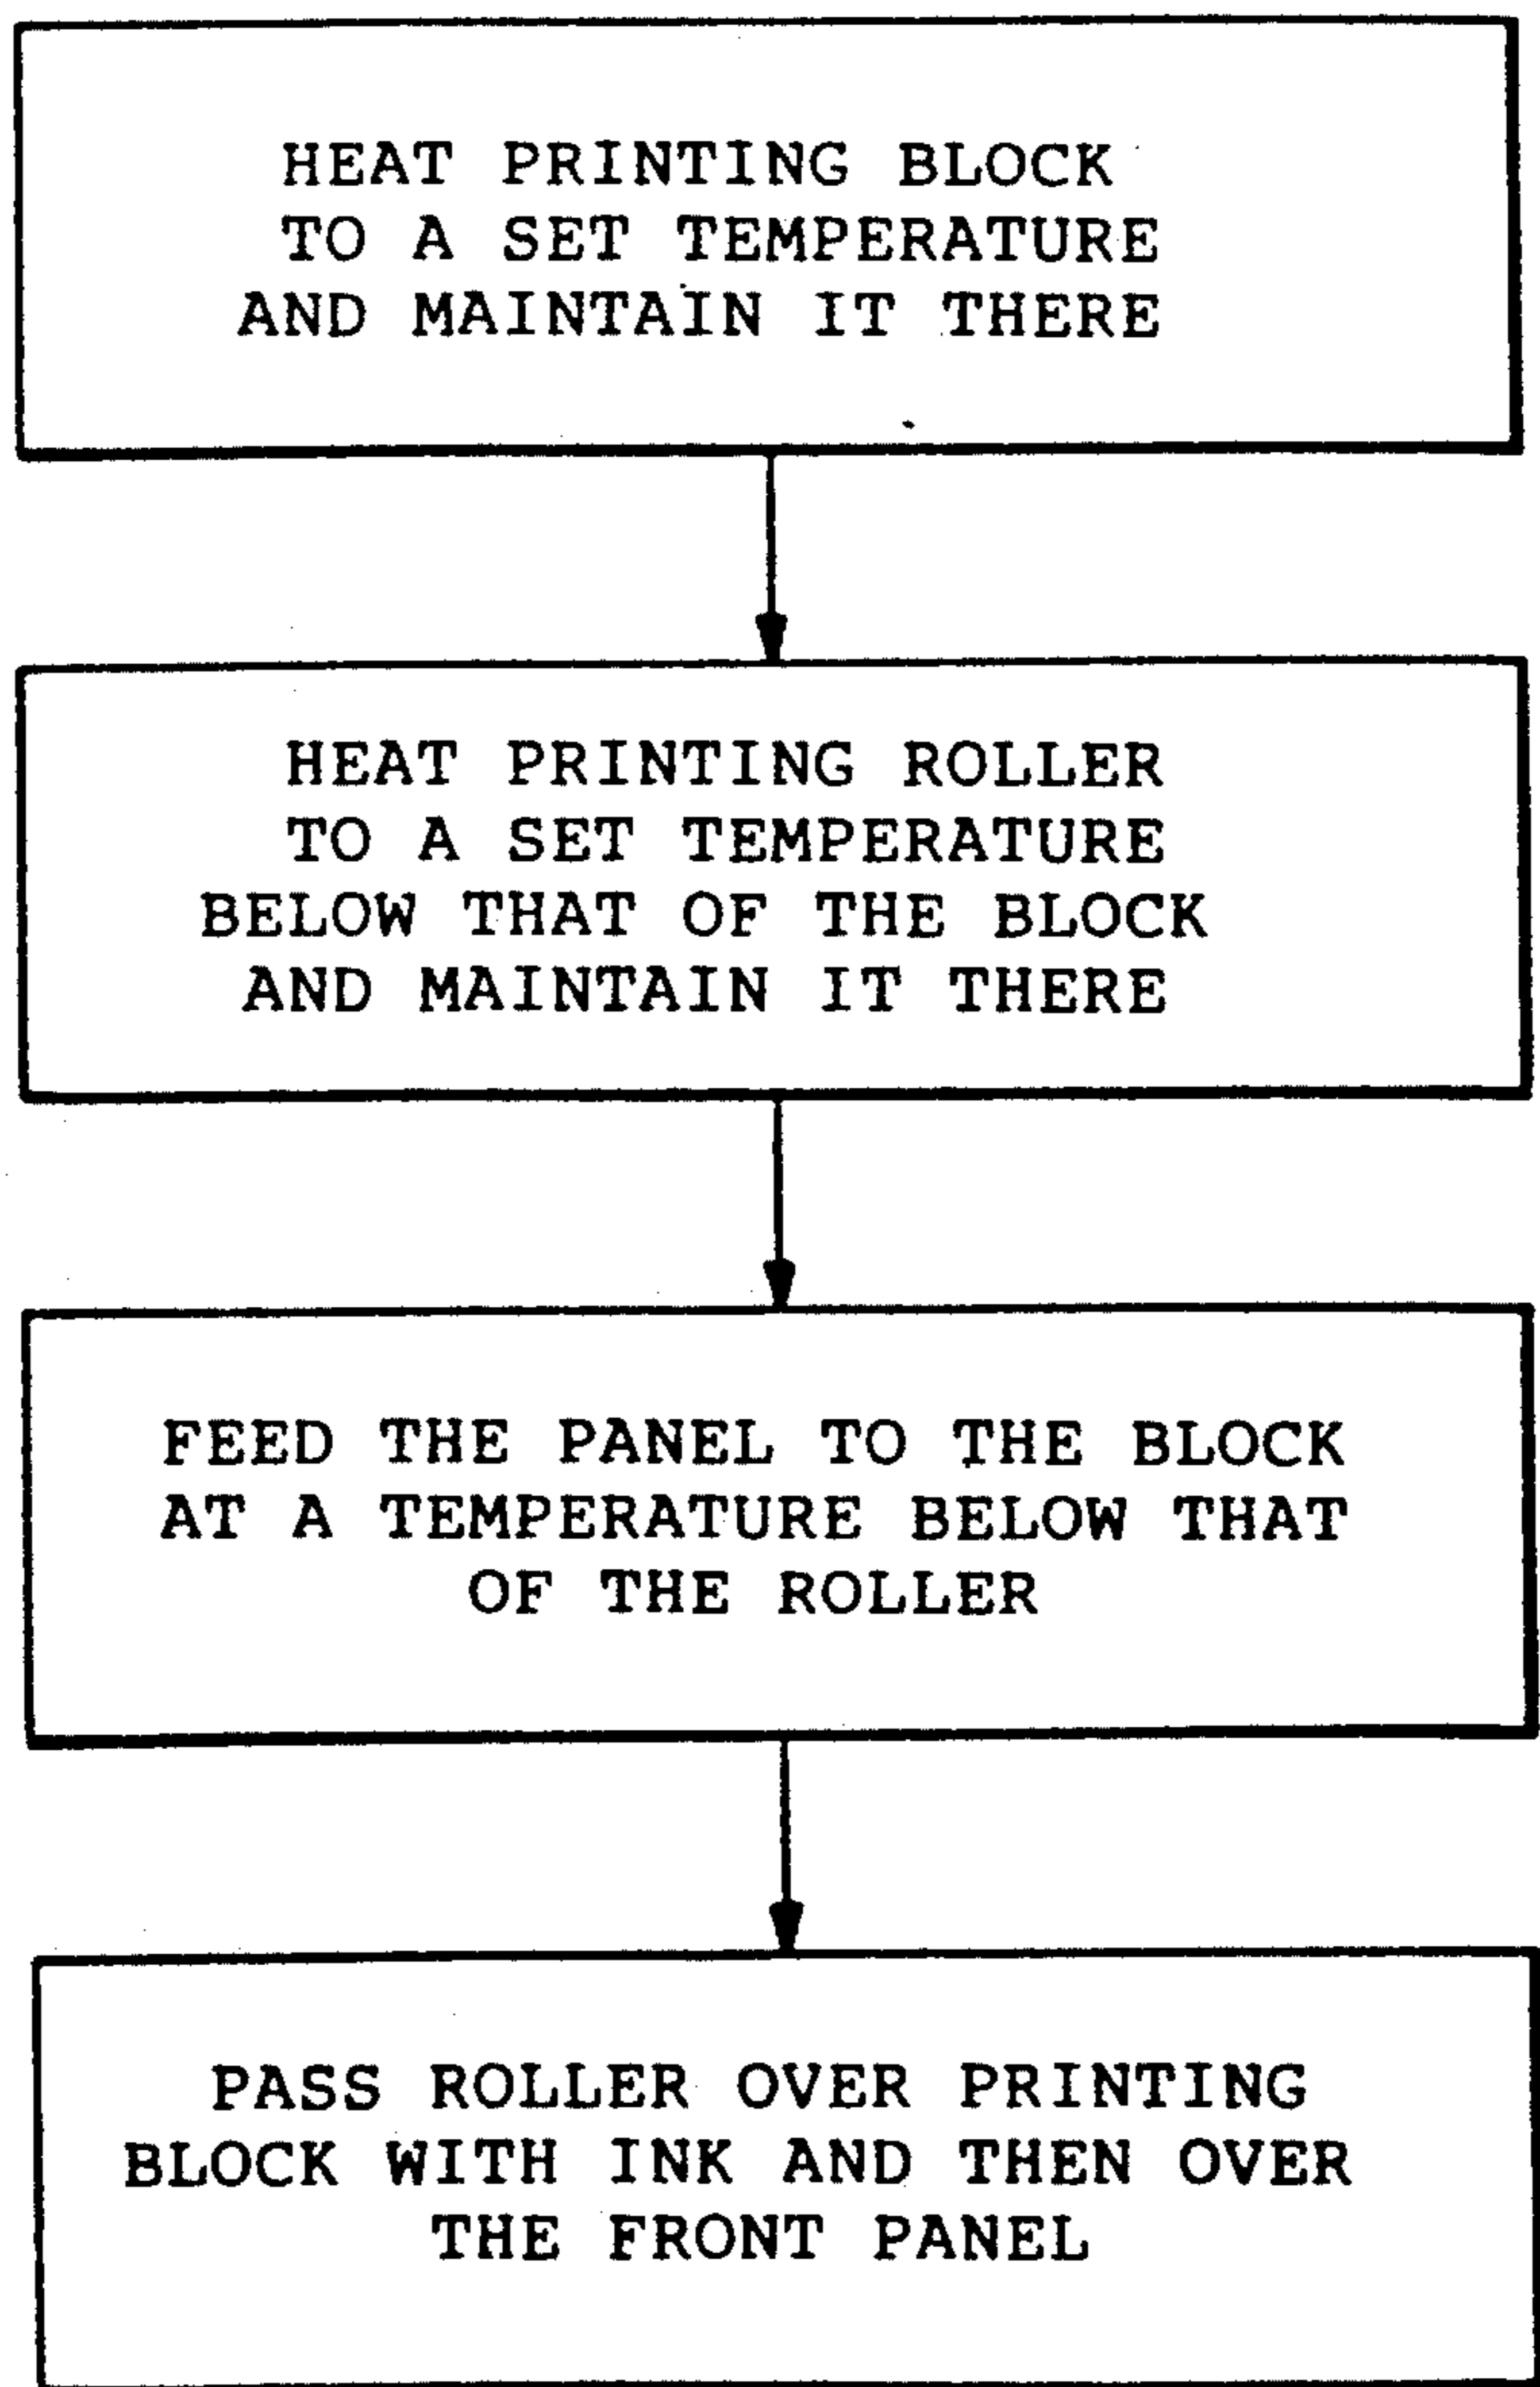 HEAT PRINTING BLOCK
TO A SET TEMPERATURE
AND MAINTAIN IT THERE
HEAT PRINTING ROLLER
TO A SET TEMPERATURE
BELOW THAT OF THE BLOCK
AND MAINTAIN IT THERE
FEED THE PANEL TO THE BLOCK
AT A TEMPERATURE BELOW THAT
OF THE ROLLER
PASS ROLLER OVER PRINTING
BLOCK WITH INK AND THEN OVER
THE FRONT PANEL